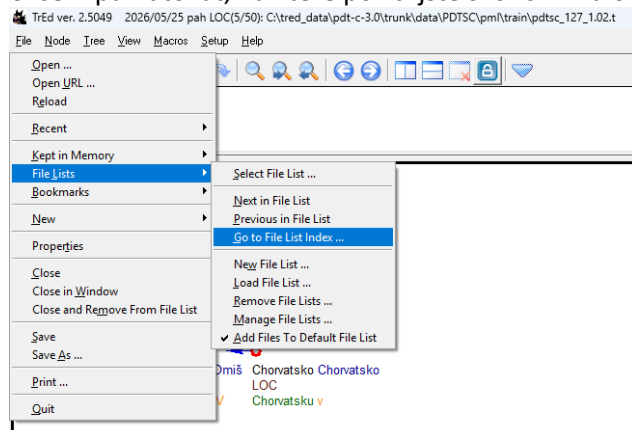 TrEd ver. 2.5049 2026/05/25 pah LOC(5/50): C:\tred_data\pdt-c-3.0\trunk\data\PDTSC\pml\train\pdtsc_127_1.02.t
File Node Tree View Macros Setup Help
Open ...
Open URL ...
Reload
Recent
Kept in Memory
File Lists
Bookmarks
New
Properties
Close
Close in Window
Close and Remove From File List
Save
Save As ...
Print ...
Quit
Select File List ...
Next in File List
Previous in File List
Go to File List Index ...
New File List ...
Load File List ...
Remove File Lists ...
Manage File Lists ...
Add Files To Default File List
Omiš Chorvatsko Chorvatsko
LOC
V Chorvatsku v